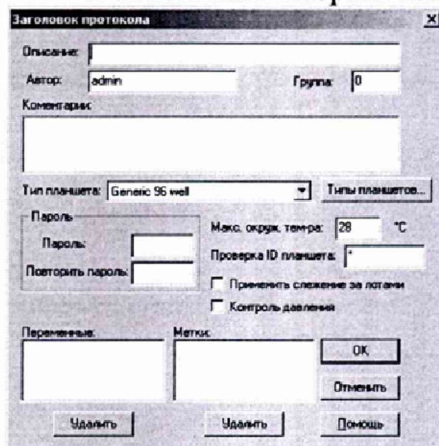 Заголовок протокола
Описание:
Автор: admin Группа: 0
Коментарии:
Тип планшета: Generic 96 well Типы планшетов...
Пароль
Пароль:
Повторить пароль:
Макс. окруж. тем-ра: 28 °C
Проверка ID планшета: *
Применить слежение за лотами
Контроль давления
Переменные: Метки:
OK
Отменить
Удалить Удалить Помощь